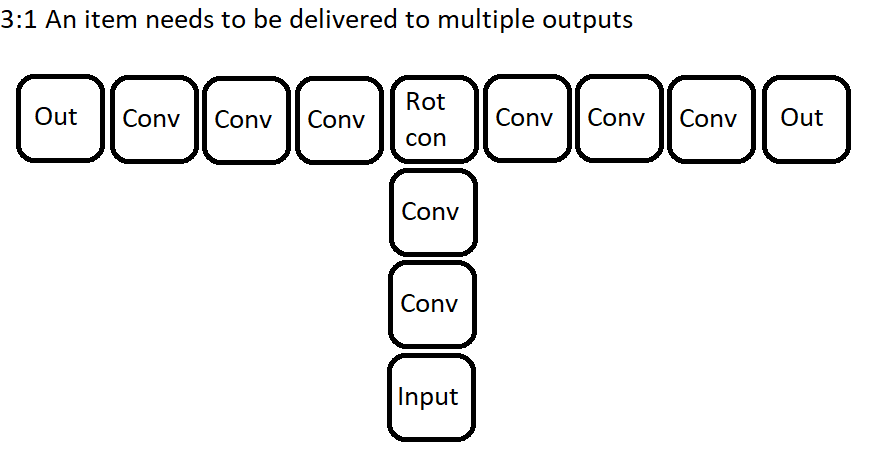 3:1 An item needs to be delivered to multiple outputs
Out
Conv
Conv
Conv
Rot
con
Conv
Conv
Conv
Out
Conv
Conv
Input